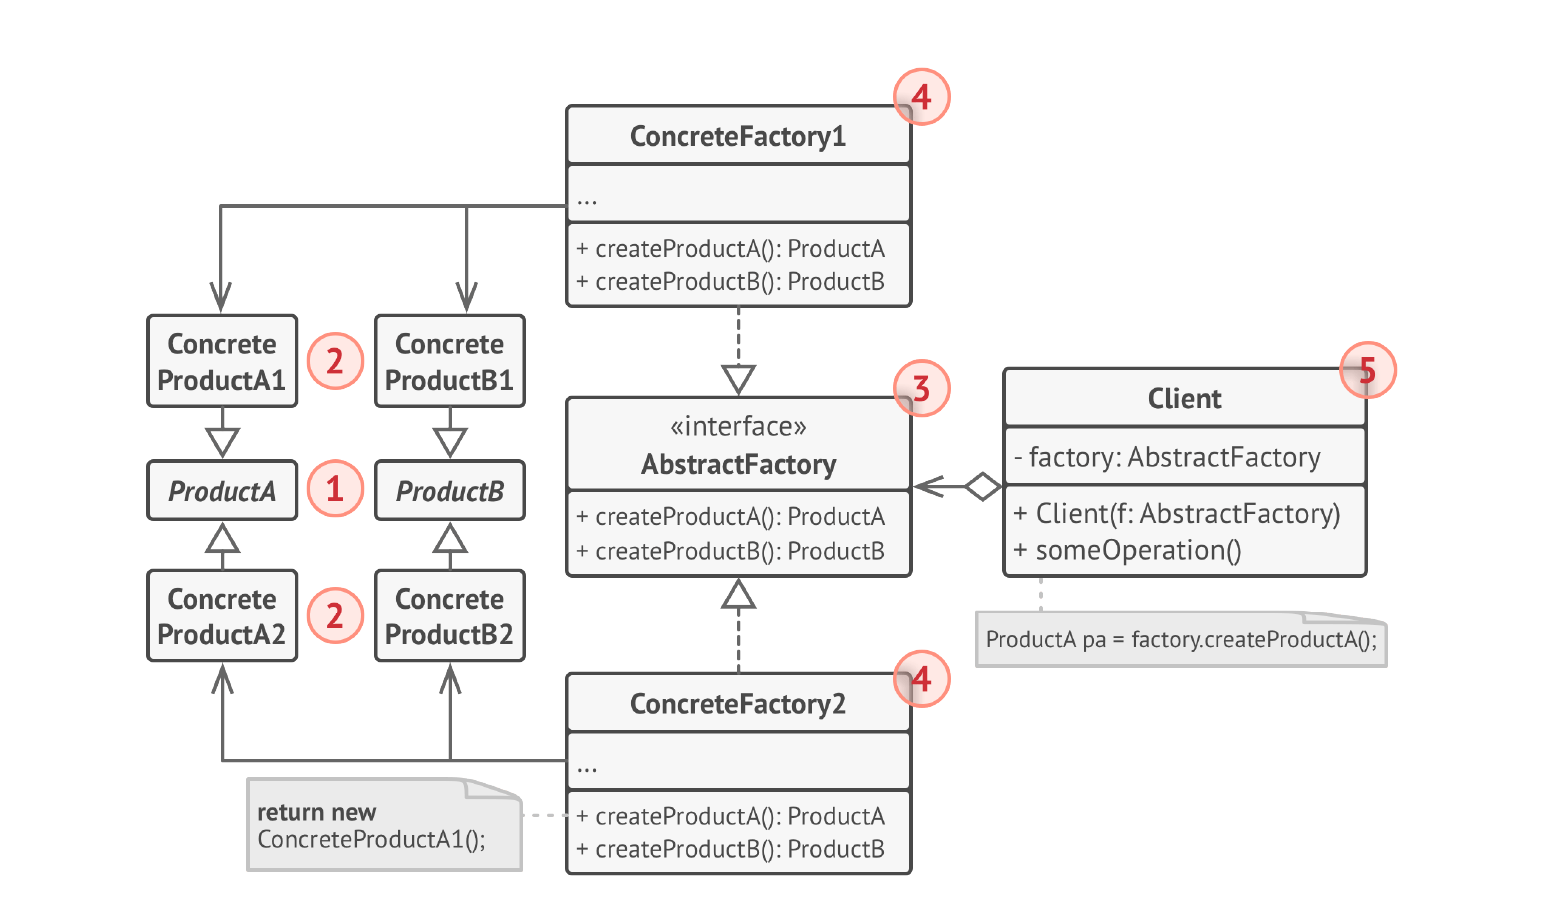 4
ConcreteFactory1
...
+ createProductA(): ProductA
+ createProductB(): ProductB
Concrete
ProductA1
2
Concrete
ProductB1
ProductA
1
ProductB
Concrete
ProductA2
2
Concrete
ProductB2
3
«interface»
AbstractFactory
+ createProductA(): ProductA
+ createProductB(): ProductB
5
Client
- factory: AbstractFactory
+ Client(f: AbstractFactory)
+ someOperation()
ProductA pa = factory.createProductA();
4
ConcreteFactory2
...
+ createProductA(): ProductA
+ createProductB(): ProductB
return new
ConcreteProductA1();